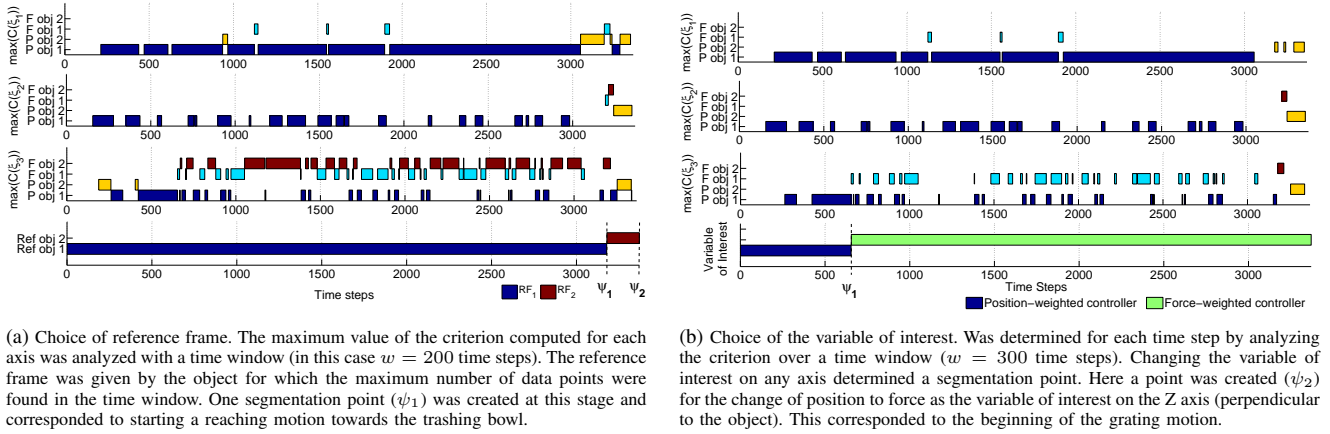 max(C(ξ1))
F obj 2
F obj 1
P obj 2
P obj 1
0 500 1000 1500 2000 2500 3000
max(C(ξ2))
F obj 2
F obj 1
P obj 2
P obj 1
0 500 1000 1500 2000 2500 3000
max(C(ξ3))
F obj 2
F obj 1
P obj 2
P obj 1
0 500 1000 1500 2000 2500 3000
Ref obj 2
Ref obj 1
0 500 1000 1500 2000 2500 3000
Time steps
RF1 RF2
ψ1 ψ2
(a) Choice of reference frame. The maximum value of the criterion computed for each
axis was analyzed with a time window (in this case w = 200 time steps). The reference
frame was given by the object for which the maximum number of data points were
found in the time window. One segmentation point (ψ1) was created at this stage and
corresponded to starting a reaching motion towards the trashing bowl.
max(C(ξ1))
F obj 2
F obj 1
P obj 2
P obj 1
0 500 1000 1500 2000 2500 3000
max(C(ξ2))
F obj 2
F obj 1
P obj 2
P obj 1
0 500 1000 1500 2000 2500 3000
max(C(ξ3))
F obj 2
F obj 1
P obj 2
P obj 1
0 500 1000 1500 2000 2500 3000
Variable
of Interest
0 500 1000 1500 2000 2500 3000
ψ1
Time Steps
Position−weighted controller Force−weighted controller
(b) Choice of the variable of interest. Was determined for each time step by analyzing
the criterion over a time window (w = 300 time steps). Changing the variable of
interest on any axis determined a segmentation point. Here a point was created (ψ2)
for the change of position to force as the variable of interest on the Z axis (perpendicular
to the object). This corresponded to the beginning of the grating motion.